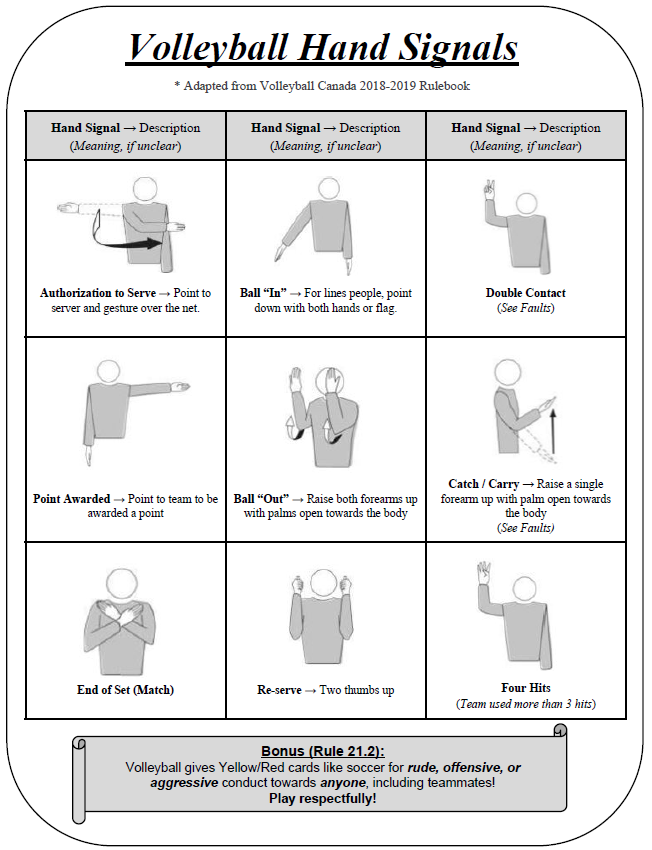 Volleyball Hand Signals
* Adapted from Volleyball Canada 2018-2019 Rulebook
Hand Signal → Description
(Meaning, if unclear)
Hand Signal → Description
(Meaning, if unclear)
Hand Signal → Description
(Meaning, if unclear)
Authorization to Serve → Point to
server and gesture over the net.
Ball “In” → For lines people, point
down with both hands or flag.
Double Contact
(See Faults)
Point Awarded → Point to team to be
awarded a point
Ball “Out” → Raise both forearms up
with palms open towards the body
Catch / Carry → Raise a single
forearm up with palm open towards
the body
(See Faults)
End of Set (Match)
Re-serve → Two thumbs up
Four Hits
(Team used more than 3 hits)
Bonus (Rule 21.2):
Volleyball gives Yellow/Red cards like soccer for rude, offensive, or
aggressive conduct towards anyone, including teammates!
Play respectfully!